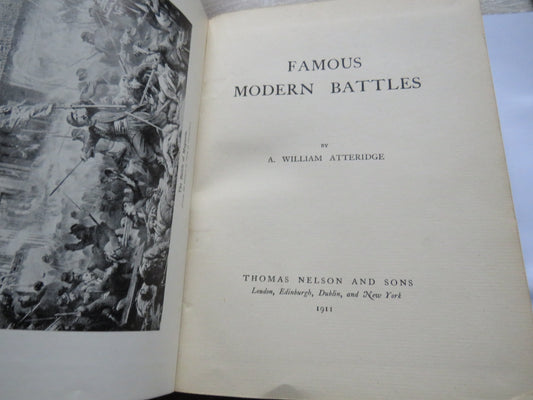 FAMOUS
MODERN BATTLES
BY
A. WILLIAM ATTERIDGE
THOMAS NELSON AND SONS
London, Edinburgh, Dublin, and New York
1911